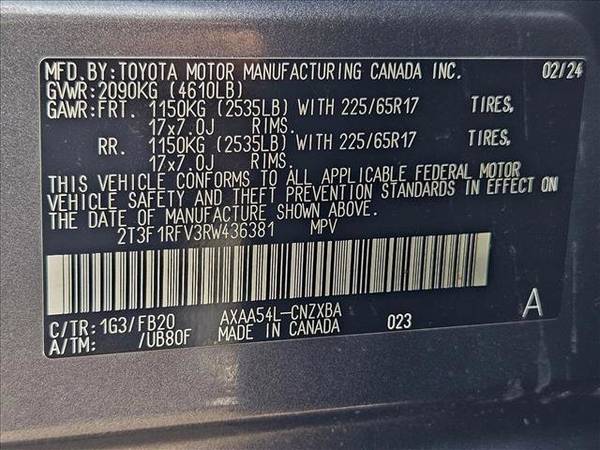 MFD.BY:TOYOTA MOTOR MANUFACTURING CANADA INC. 02/24
GVWR:2090KG (4610LB)
GAWR:FRT. 1150KG (2535LB) WITH 225/65R17 TIRES,
17x7.0J RIMS.
RR. 1150KG (2535LB) WITH 225/65R17 TIRES,
17x7.0J RIMS.
THIS VEHICLE CONFORMS TO ALL APPLICABLE FEDERAL MOTOR
VEHICLE SAFETY AND THEFT PREVENTION STANDARDS IN EFFECT ON
THE DATE OF MANUFACTURE SHOWN ABOVE.
2T3F1RFV3RW436381 MPV
C/TR:1G3/FB20 AXAA54L-CNZXBA 023 A
A/TM: /UB80F MADE IN CANADA